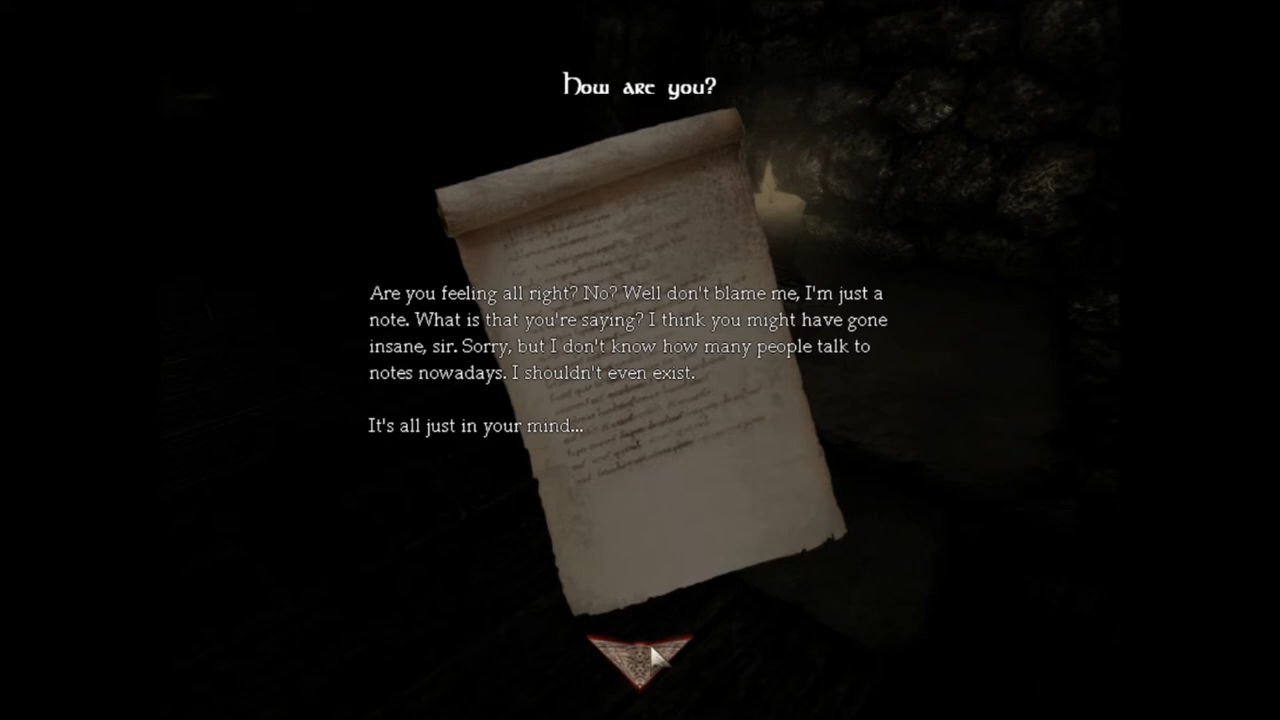 How are you?
Are you feeling all right? No? Well don't blame me, I'm just a
note. What is that you're saying? I think you might have gone
insane, sir. Sorry, but I don't know how many people talk to
notes nowadays. I shouldn't even exist.
It's all just in your mind...